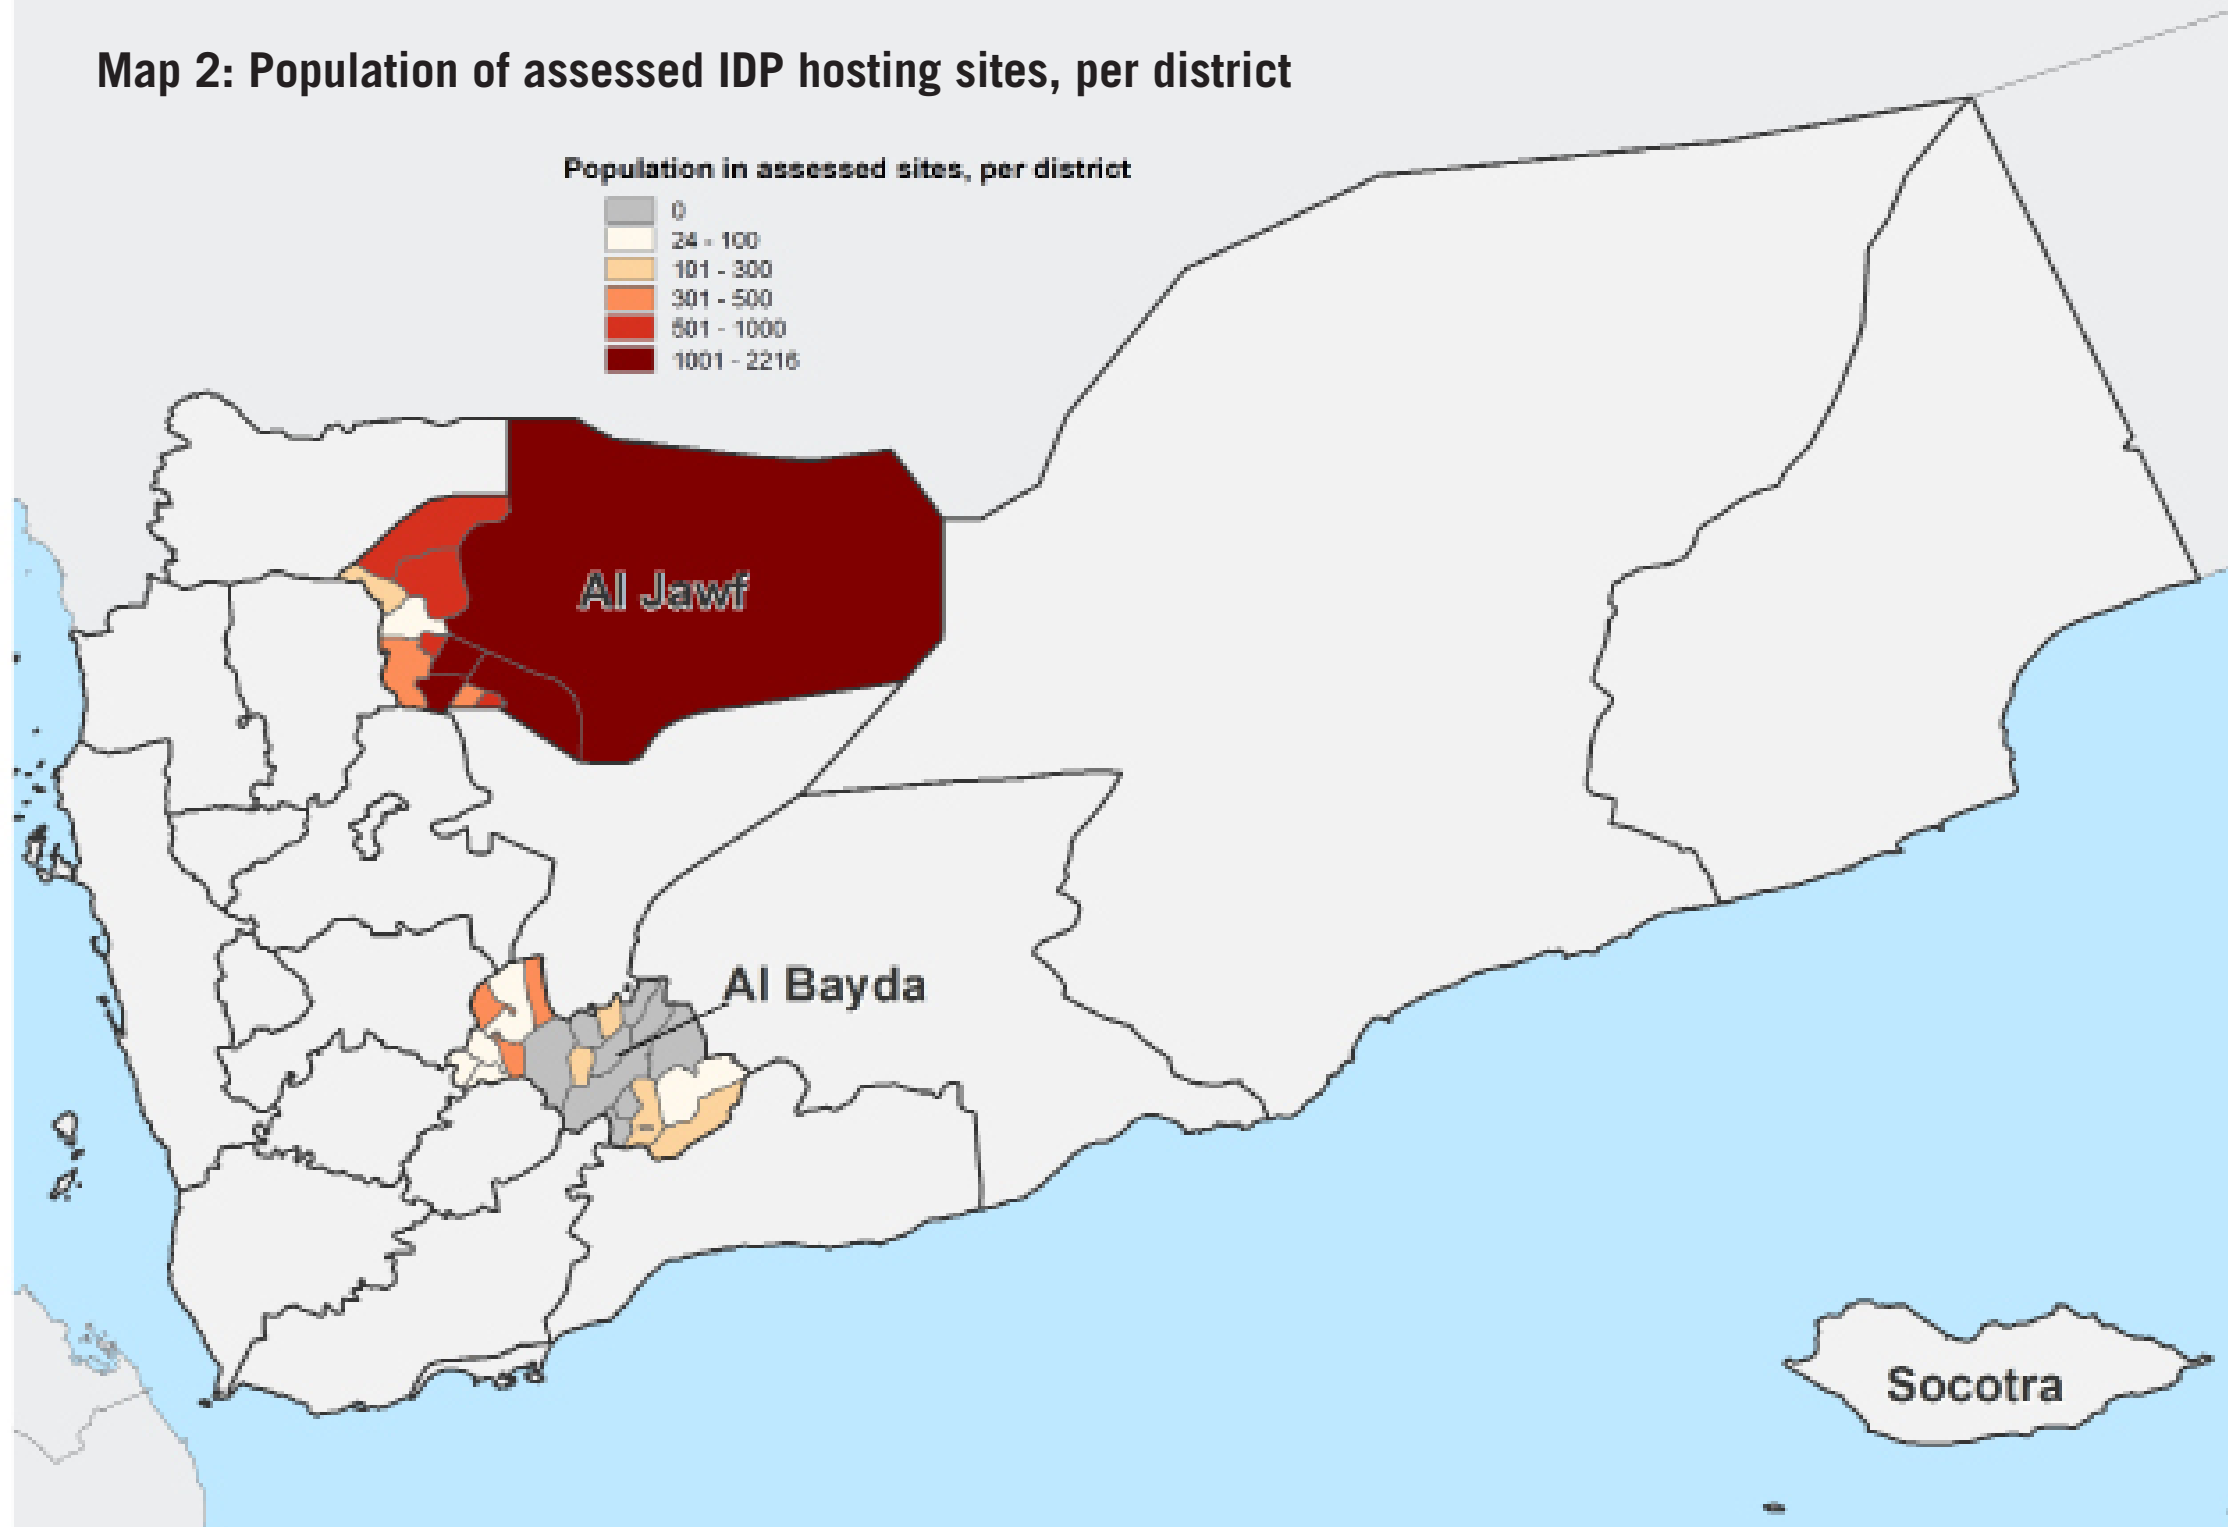 Map 2: Population of assessed IDP hosting sites, per district
Population in assessed sites, per district
0
24 - 100
101 - 300
301 - 500
501 - 1000
1001 - 2216
Al Jawf
Al Bayda
Socotra